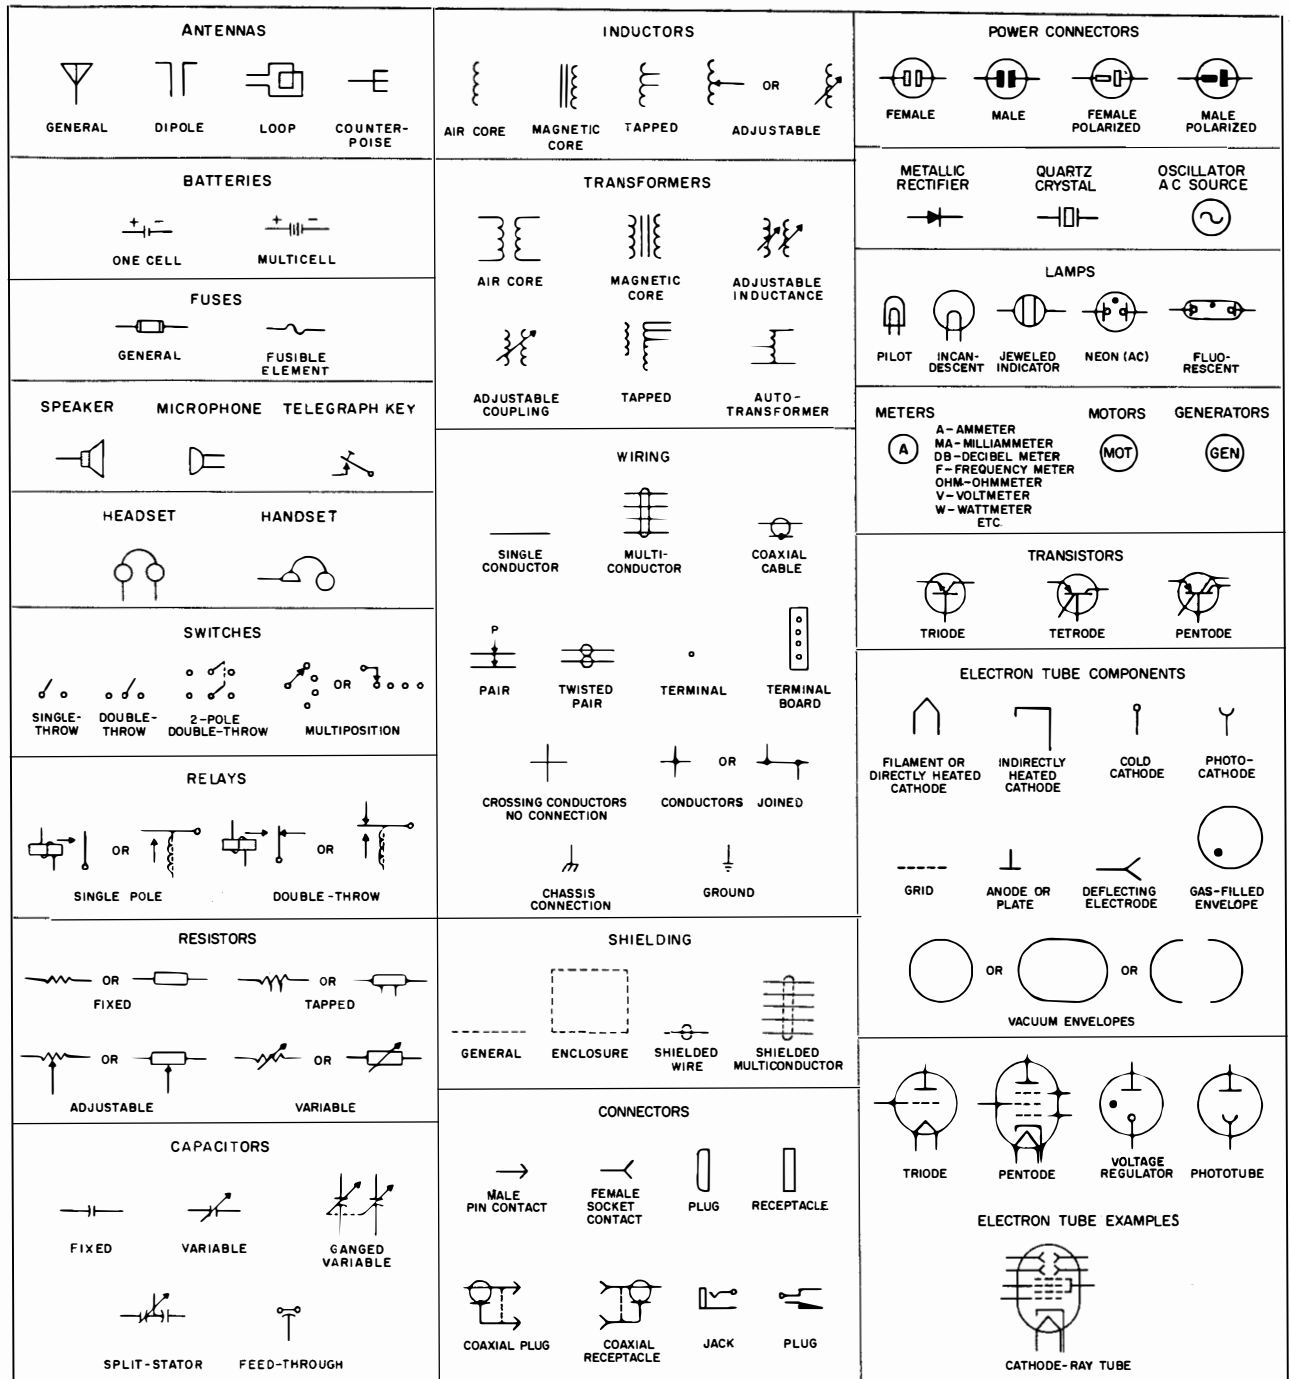 ANTENNAS
GENERAL
DIPOLE
LOOP
COUNTER-
POISE
BATTERIES
+ -
+ -
ONE CELL
MULTICELL
FUSES
GENERAL
FUSIBLE
ELEMENT
SPEAKER
MICROPHONE
TELEGRAPH KEY
HEADSET
HANDSET
SWITCHES
OR
SINGLE-
THROW
DOUBLE-
THROW
2-POLE
DOUBLE-THROW
MULTIPOSITION
RELAYS
OR
OR
SINGLE POLE
DOUBLE-THROW
RESISTORS
OR
FIXED
OR
TAPPED
OR
ADJUSTABLE
OR
VARIABLE
CAPACITORS
FIXED
VARIABLE
GANGED
VARIABLE
SPLIT-STATOR
FEED-THROUGH
INDUCTORS
OR
AIR CORE
MAGNETIC
CORE
TAPPED
ADJUSTABLE
TRANSFORMERS
AIR CORE
MAGNETIC
CORE
ADJUSTABLE
INDUCTANCE
ADJUSTABLE
COUPLING
TAPPED
AUTO-
TRANSFORMER
WIRING
SINGLE
CONDUCTOR
MULTI-
CONDUCTOR
COAXIAL
CABLE
P
PAIR
TWISTED
PAIR
TERMINAL
TERMINAL
BOARD
OR
CROSSING CONDUCTORS
NO CONNECTION
CONDUCTORS JOINED
CHASSIS
CONNECTION
GROUND
SHIELDING
GENERAL
ENCLOSURE
SHIELDED
WIRE
SHIELDED
MULTICONDUCTOR
CONNECTORS
MALE
PIN CONTACT
FEMALE
SOCKET
CONTACT
PLUG
RECEPTACLE
COAXIAL PLUG
COAXIAL
RECEPTACLE
JACK
PLUG
POWER CONNECTORS
FEMALE
MALE
FEMALE
POLARIZED
MALE
POLARIZED
METALLIC
RECTIFIER
QUARTZ
CRYSTAL
OSCILLATOR
AC SOURCE
LAMPS
PILOT
INCAN-
DESCENT
JEWELED
INDICATOR
NEON (AC)
FLUO-
RESCENT
METERS
A
A-AMMETER
MA-MILLIAMMETER
DB-DECIBEL METER
F-FREQUENCY METER
OHM-OHMMETER
V-VOLTMETER
W-WATTMETER
ETC.
MOTORS
MOT
GENERATORS
GEN
TRANSISTORS
TRIODE
TETRODE
PENTODE
ELECTRON TUBE COMPONENTS
FILAMENT OR
DIRECTLY HEATED
CATHODE
INDIRECTLY
HEATED
CATHODE
COLD
CATHODE
PHOTO-
CATHODE
GRID
ANODE OR
PLATE
DEFLECTING
ELECTRODE
GAS-FILLED
ENVELOPE
OR
OR
VACUUM ENVELOPES
TRIODE
PENTODE
VOLTAGE
REGULATOR
PHOTOTUBE
ELECTRON TUBE EXAMPLES
CATHODE-RAY TUBE